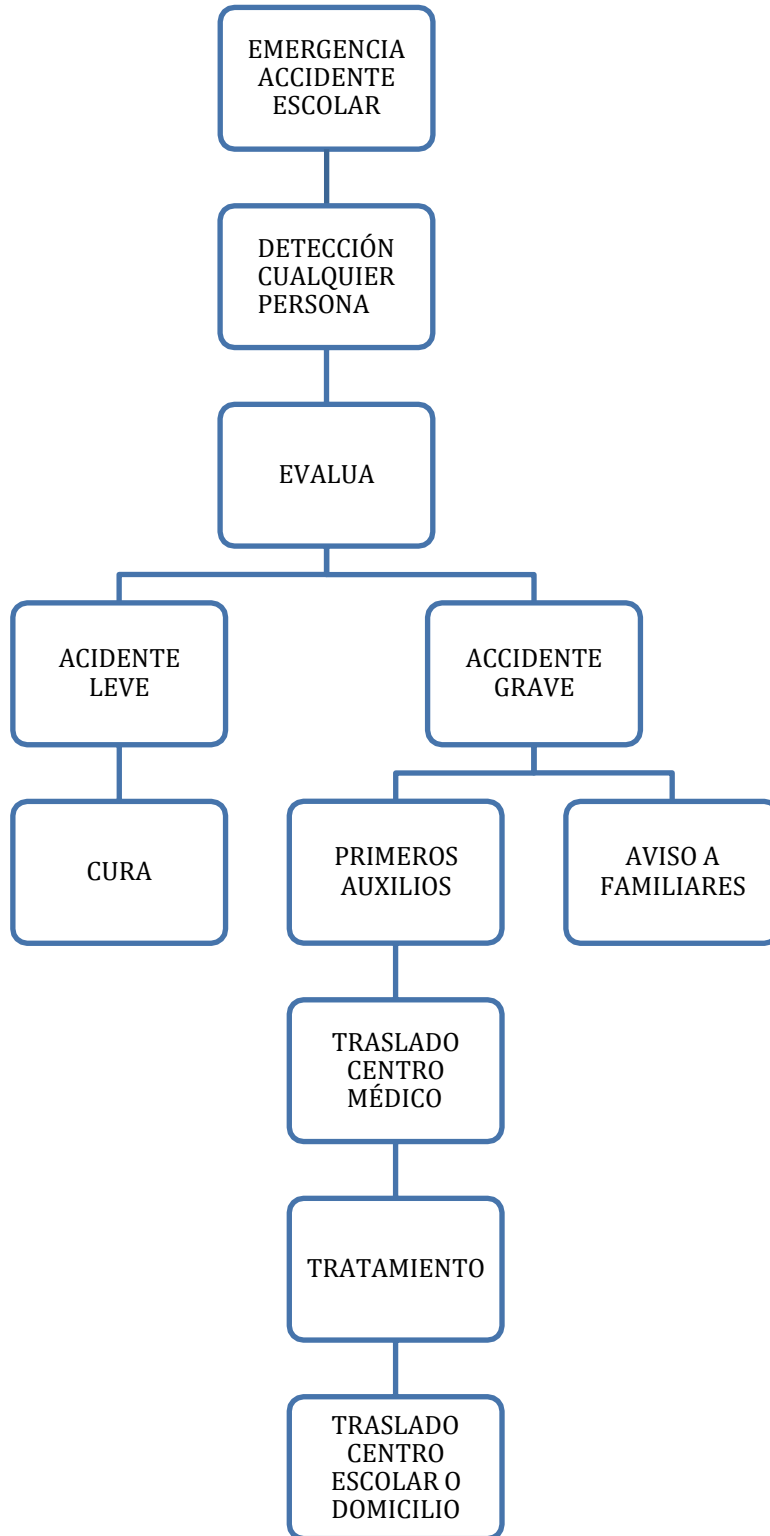 EMERGENCIA
ACCIDENTE
ESCOLAR
DETECCIÓN
CUALQUIER
PERSONA
EVALUA
ACIDENTE
LEVE
ACCIDENTE
GRAVE
CURA
PRIMEROS
AUXILIOS
AVISO A
FAMILIARES
TRASLADO
CENTRO
MÉDICO
TRATAMIENTO
TRASLADO
CENTRO
ESCOLAR O
DOMICILIO